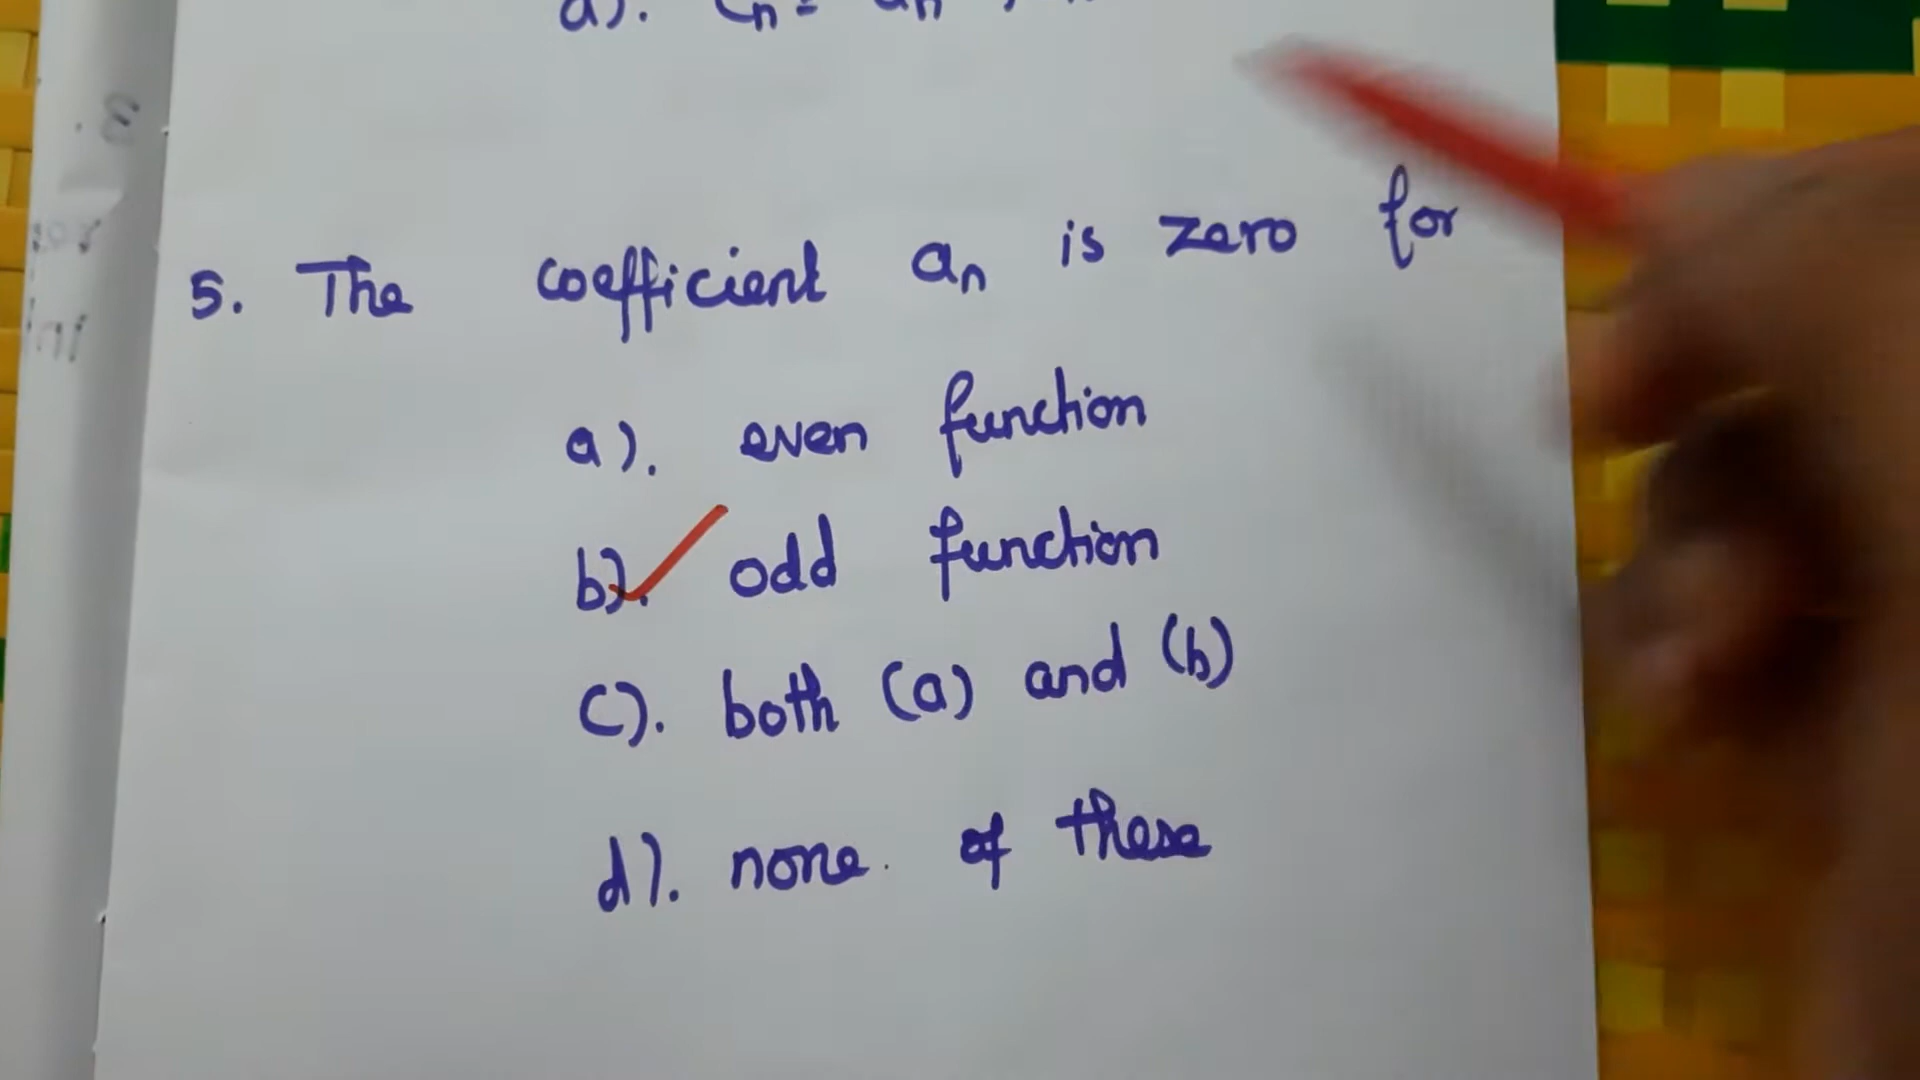 5. The coefficient an is zero for
a). even function
b). odd function
c). both (a) and (b)
d). none of these